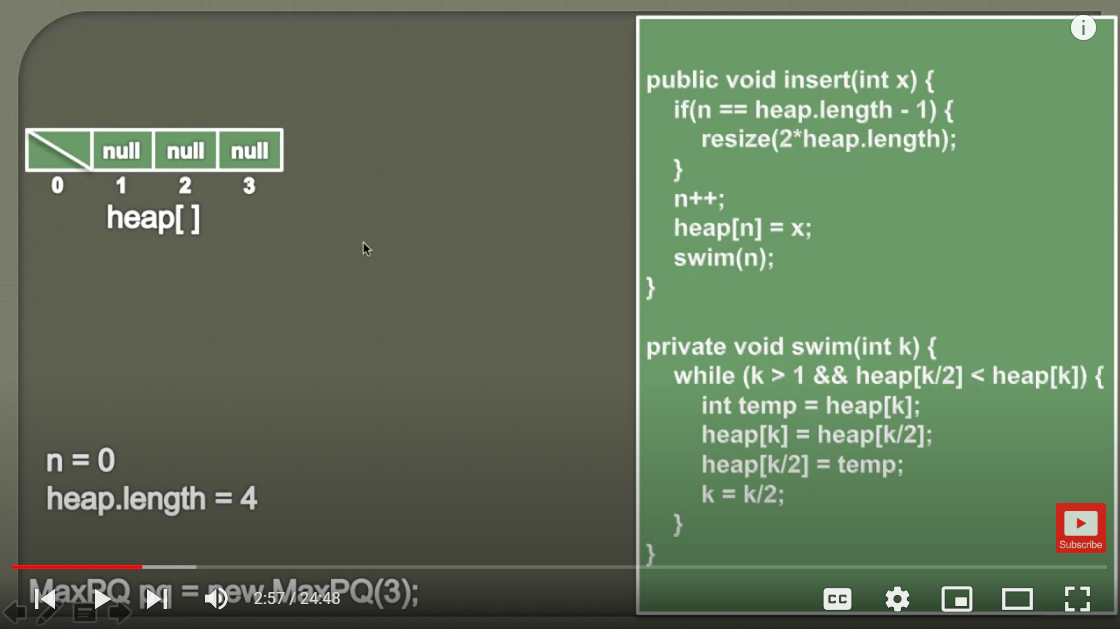 null null null
0 1 2 3
heap[ ]
n = 0
heap.length = 4
MaxPQ pq = new MaxPQ(3);
public void insert(int x) {
if(n == heap.length - 1) {
resize(2*heap.length);
}
n++;
heap[n] = x;
swim(n);
}
private void swim(int k) {
while (k > 1 && heap[k/2] < heap[k]) {
int temp = heap[k];
heap[k] = heap[k/2];
heap[k/2] = temp;
k = k/2;
}
}
i
Subscribe
2:57 / 24:48
CC